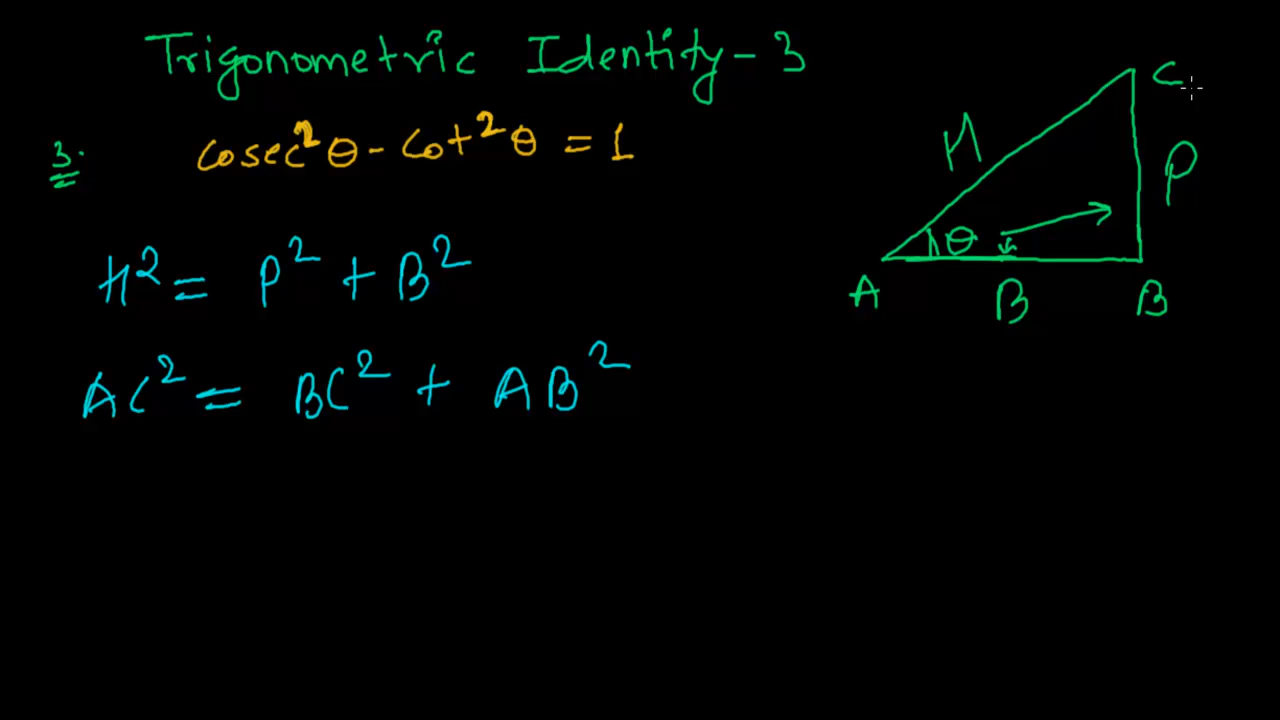 Trigonometric Identity-3
3. cosec²θ - cot²θ = 1
H² = P² + B²
AC² = BC² + AB²
C
H
P
θ
A
B
B